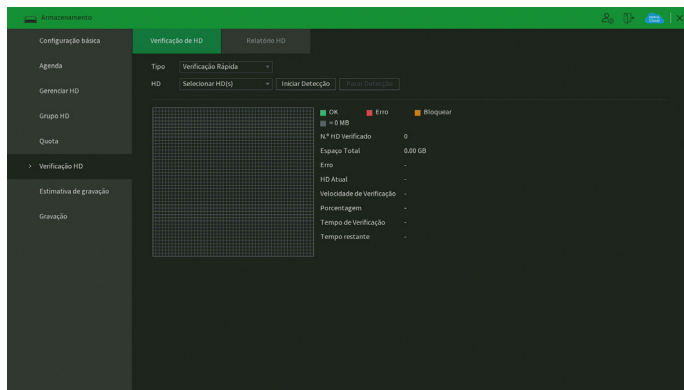 Armazenamento
Configuração básica
Agenda
Gerenciar HD
Grupo HD
Quota
> Verificação HD
Estimativa de gravação
Gravação
Verificação de HD Relatório HD
Tipo Verificação Rápida
HD Selecionar HD(s) Iniciar Detecção Parar Detecção
OK Erro Bloquear
= 0 MB
N.º HD Verificado 0
Espaço Total 0.00 GB
Erro -
HD Atual -
Velocidade de Verificação -
Porcentagem -
Tempo de Verificação -
Tempo restante -